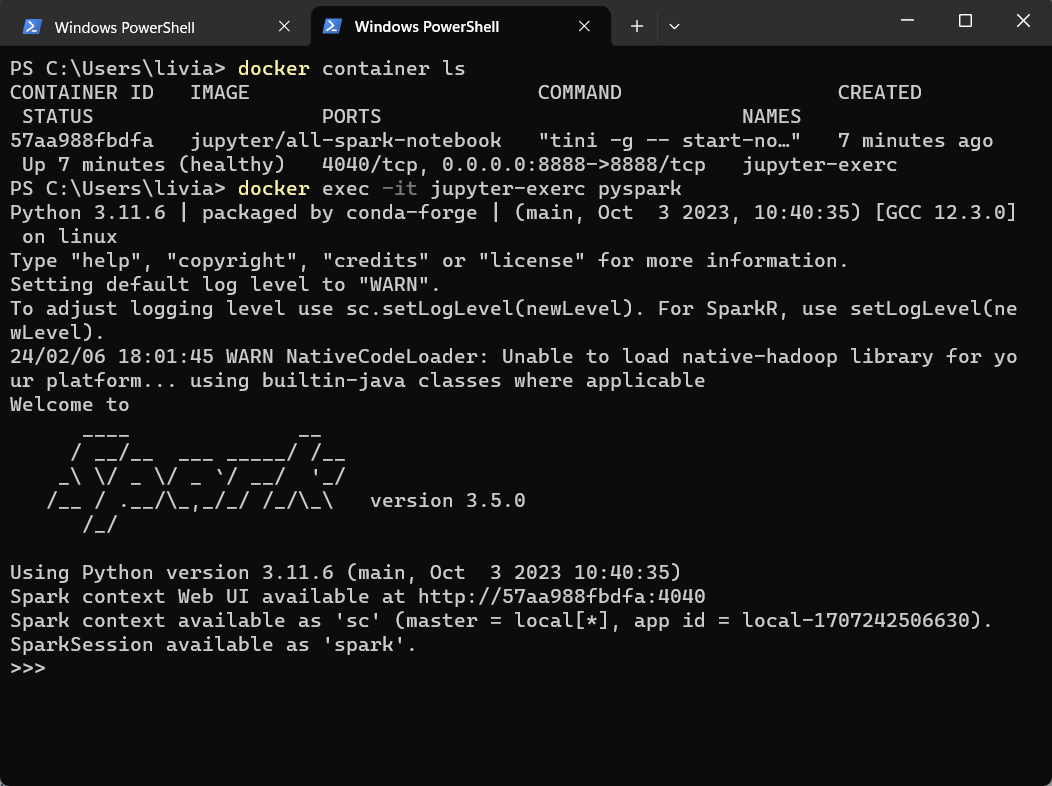 Windows PowerShell
Windows PowerShell
PS C:\Users\livia> docker container ls
CONTAINER ID   IMAGE                        COMMAND                  CREATED
 STATUS                   PORTS                              NAMES
57aa988fbdfa   jupyter/all-spark-notebook   "tini -g -- start-no…"   7 minutes ago
 Up 7 minutes (healthy)   4040/tcp, 0.0.0.0:8888->8888/tcp   jupyter-exerc
PS C:\Users\livia> docker exec -it jupyter-exerc pyspark
Python 3.11.6 | packaged by conda-forge | (main, Oct  3 2023, 10:40:35) [GCC 12.3.0]
 on linux
Type "help", "copyright", "credits" or "license" for more information.
Setting default log level to "WARN".
To adjust logging level use sc.setLogLevel(newLevel). For SparkR, use setLogLevel(ne
wLevel).
24/02/06 18:01:45 WARN NativeCodeLoader: Unable to load native-hadoop library for yo
ur platform... using builtin-java classes where applicable
Welcome to
      ____              __
     / __/__  ___ _____/ /__
    _\ \/ _ \/ _ `/ __/  '_/
   /__ / .__/\_,_/_/ /_/\_\   version 3.5.0
      /_/

Using Python version 3.11.6 (main, Oct  3 2023 10:40:35)
Spark context Web UI available at http://57aa988fbdfa:4040
Spark context available as 'sc' (master = local[*], app id = local-1707242506630).
SparkSession available as 'spark'.
>>>